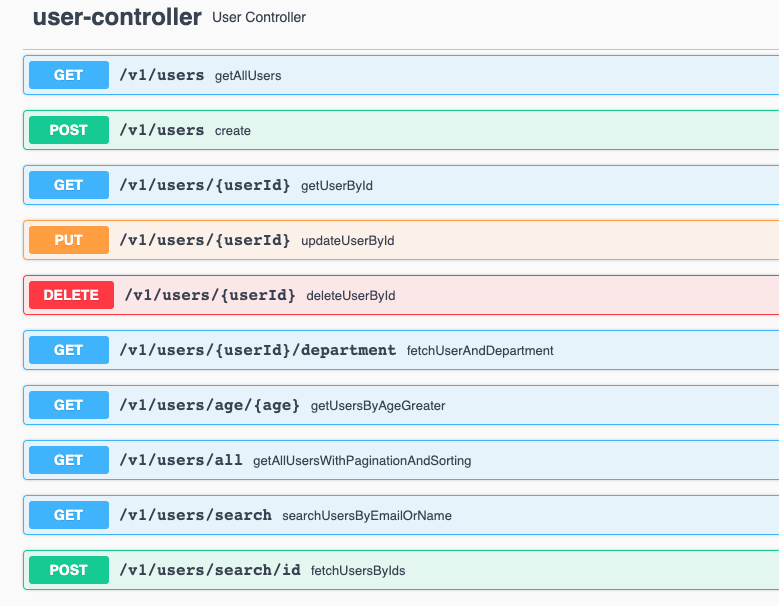 user-controller User Controller
GET /v1/users getAllUsers
POST /v1/users create
GET /v1/users/{userId} getUserById
PUT /v1/users/{userId} updateUserById
DELETE /v1/users/{userId} deleteUserById
GET /v1/users/{userId}/department fetchUserAndDepartment
GET /v1/users/age/{age} getUsersByAgeGreater
GET /v1/users/all getAllUsersWithPaginationAndSorting
GET /v1/users/search searchUsersByEmailOrName
POST /v1/users/search/id fetchUsersByIds